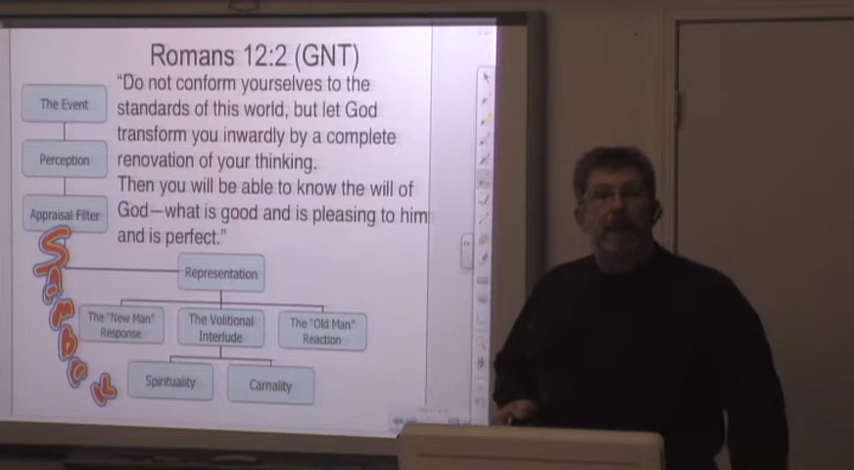 Romans 12:2 (GNT)
"Do not conform yourselves to the
standards of this world, but let God
transform you inwardly by a complete
renovation of your thinking.
Then you will be able to know the will of
God—what is good and is pleasing to him
and is perfect."
The Event
Perception
Appraisal Filter
Symbol
Representation
The "New Man"
Response
The Volitional
Interlude
The "Old Man"
Reaction
Spirituality
Carnality